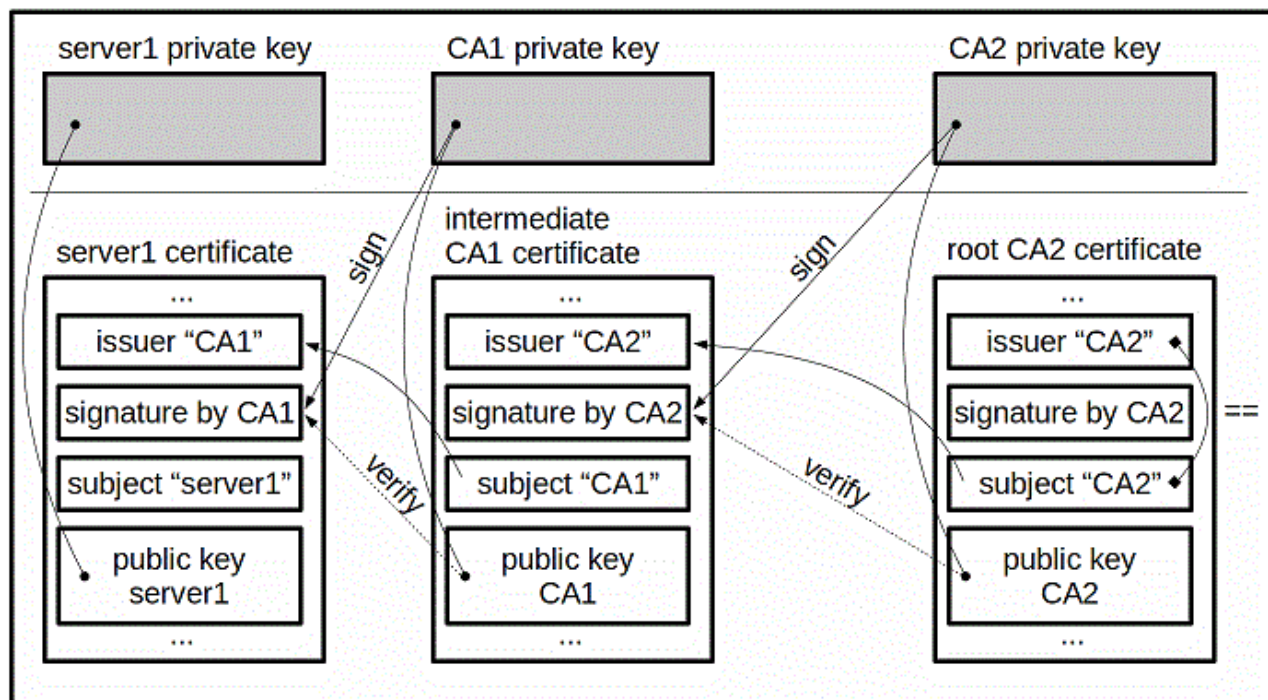 server1 private key
CA1 private key
CA2 private key
sign
sign
server1 certificate
...
issuer “CA1”
signature by CA1
subject “server1”
public key
server1
...
verify
intermediate
CA1 certificate
...
issuer “CA2”
signature by CA2
subject “CA1”
public key
CA1
...
verify
root CA2 certificate
...
issuer “CA2”
signature by CA2
subject “CA2”
public key
CA2
...
==